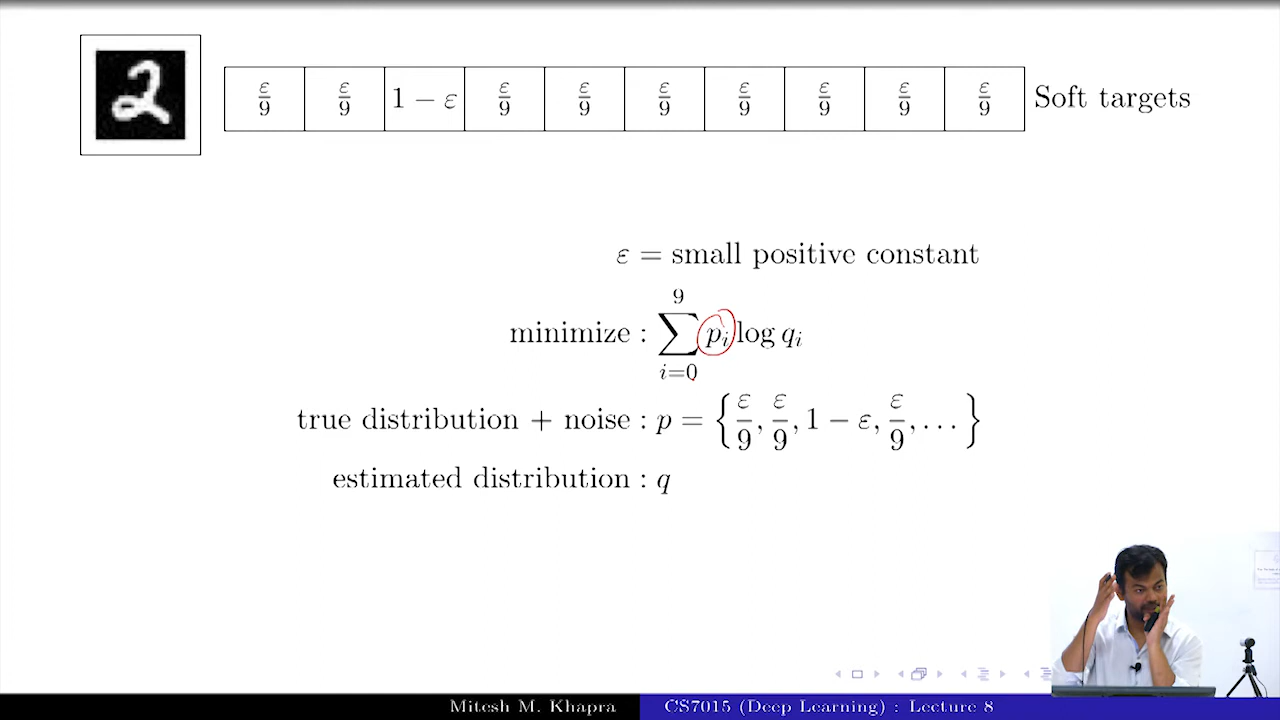 ε/9 ε/9 1 − ε ε/9 ε/9 ε/9 ε/9 ε/9 ε/9 ε/9 Soft targets
ε = small positive constant
minimize : ∑_{i=0}^{9} p_i log q_i
true distribution + noise : p = {ε/9, ε/9, 1 − ε, ε/9, . . .}
estimated distribution : q
Mitesh M. Khapra CS7015 (Deep Learning) : Lecture 8